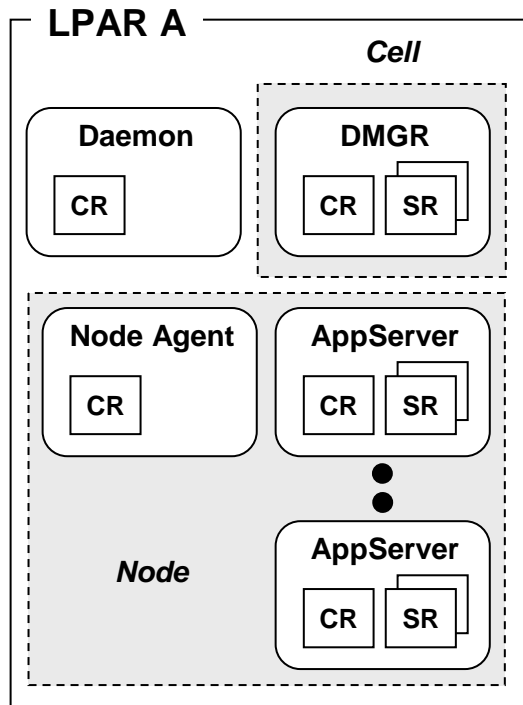 LPAR A
Cell
Daemon
CR
DMGR
CR
SR
Node Agent
CR
AppServer
CR
SR
Node
AppServer
CR
SR